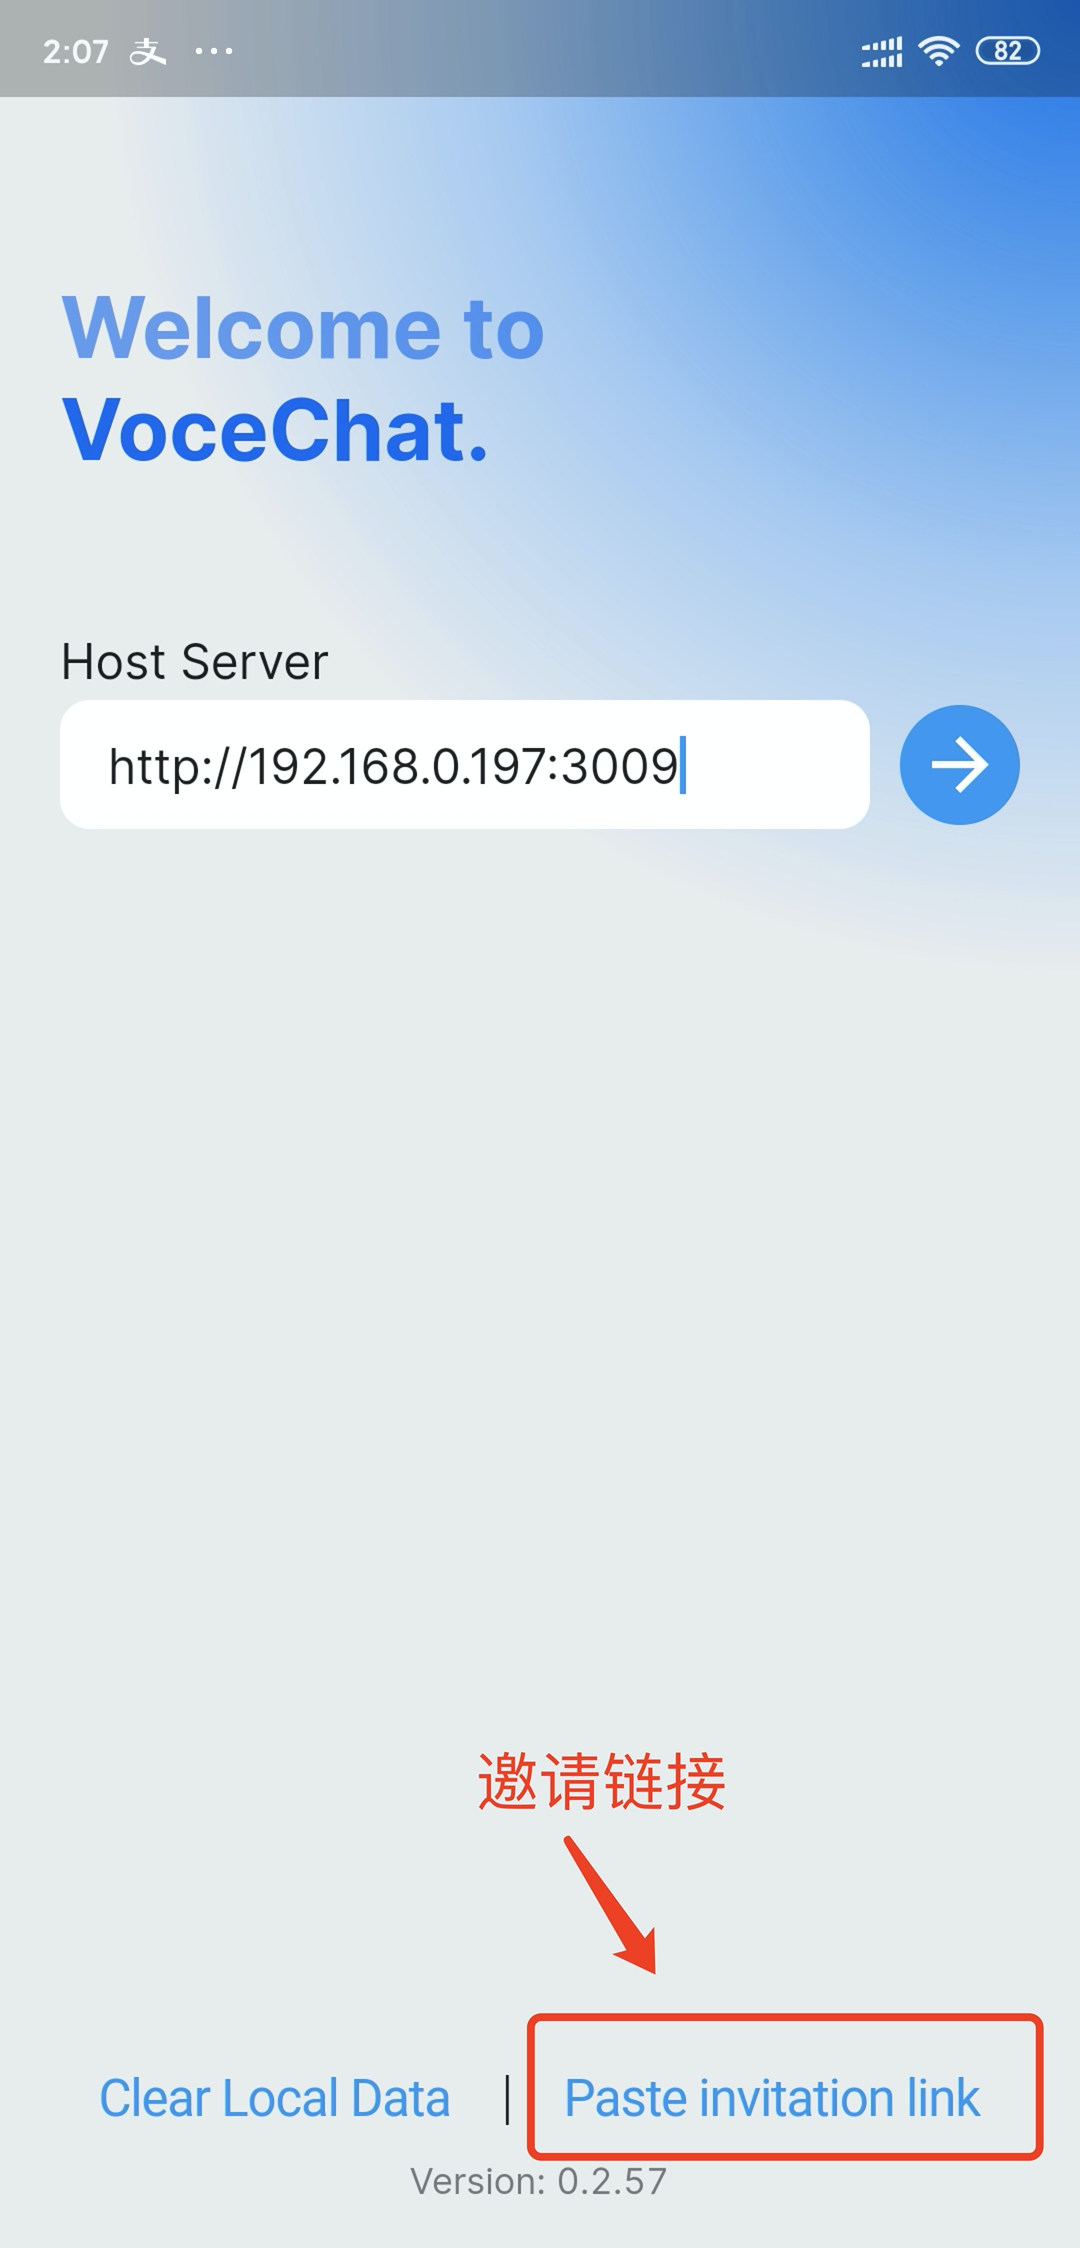 2:07 支 ...
82
Welcome to
VoceChat.
Host Server
http://192.168.0.197:3009
邀请链接
Clear Local Data | Paste invitation link
Version: 0.2.57